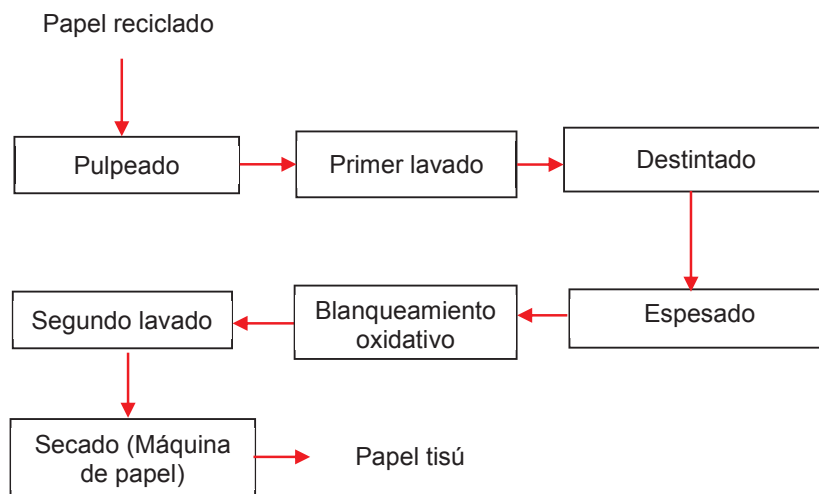 Papel reciclado
Pulpeado
Primer lavado
Destintado
Espesado
Blanqueamiento
oxidativo
Segundo lavado
Secado (Máquina
de papel)
Papel tisú